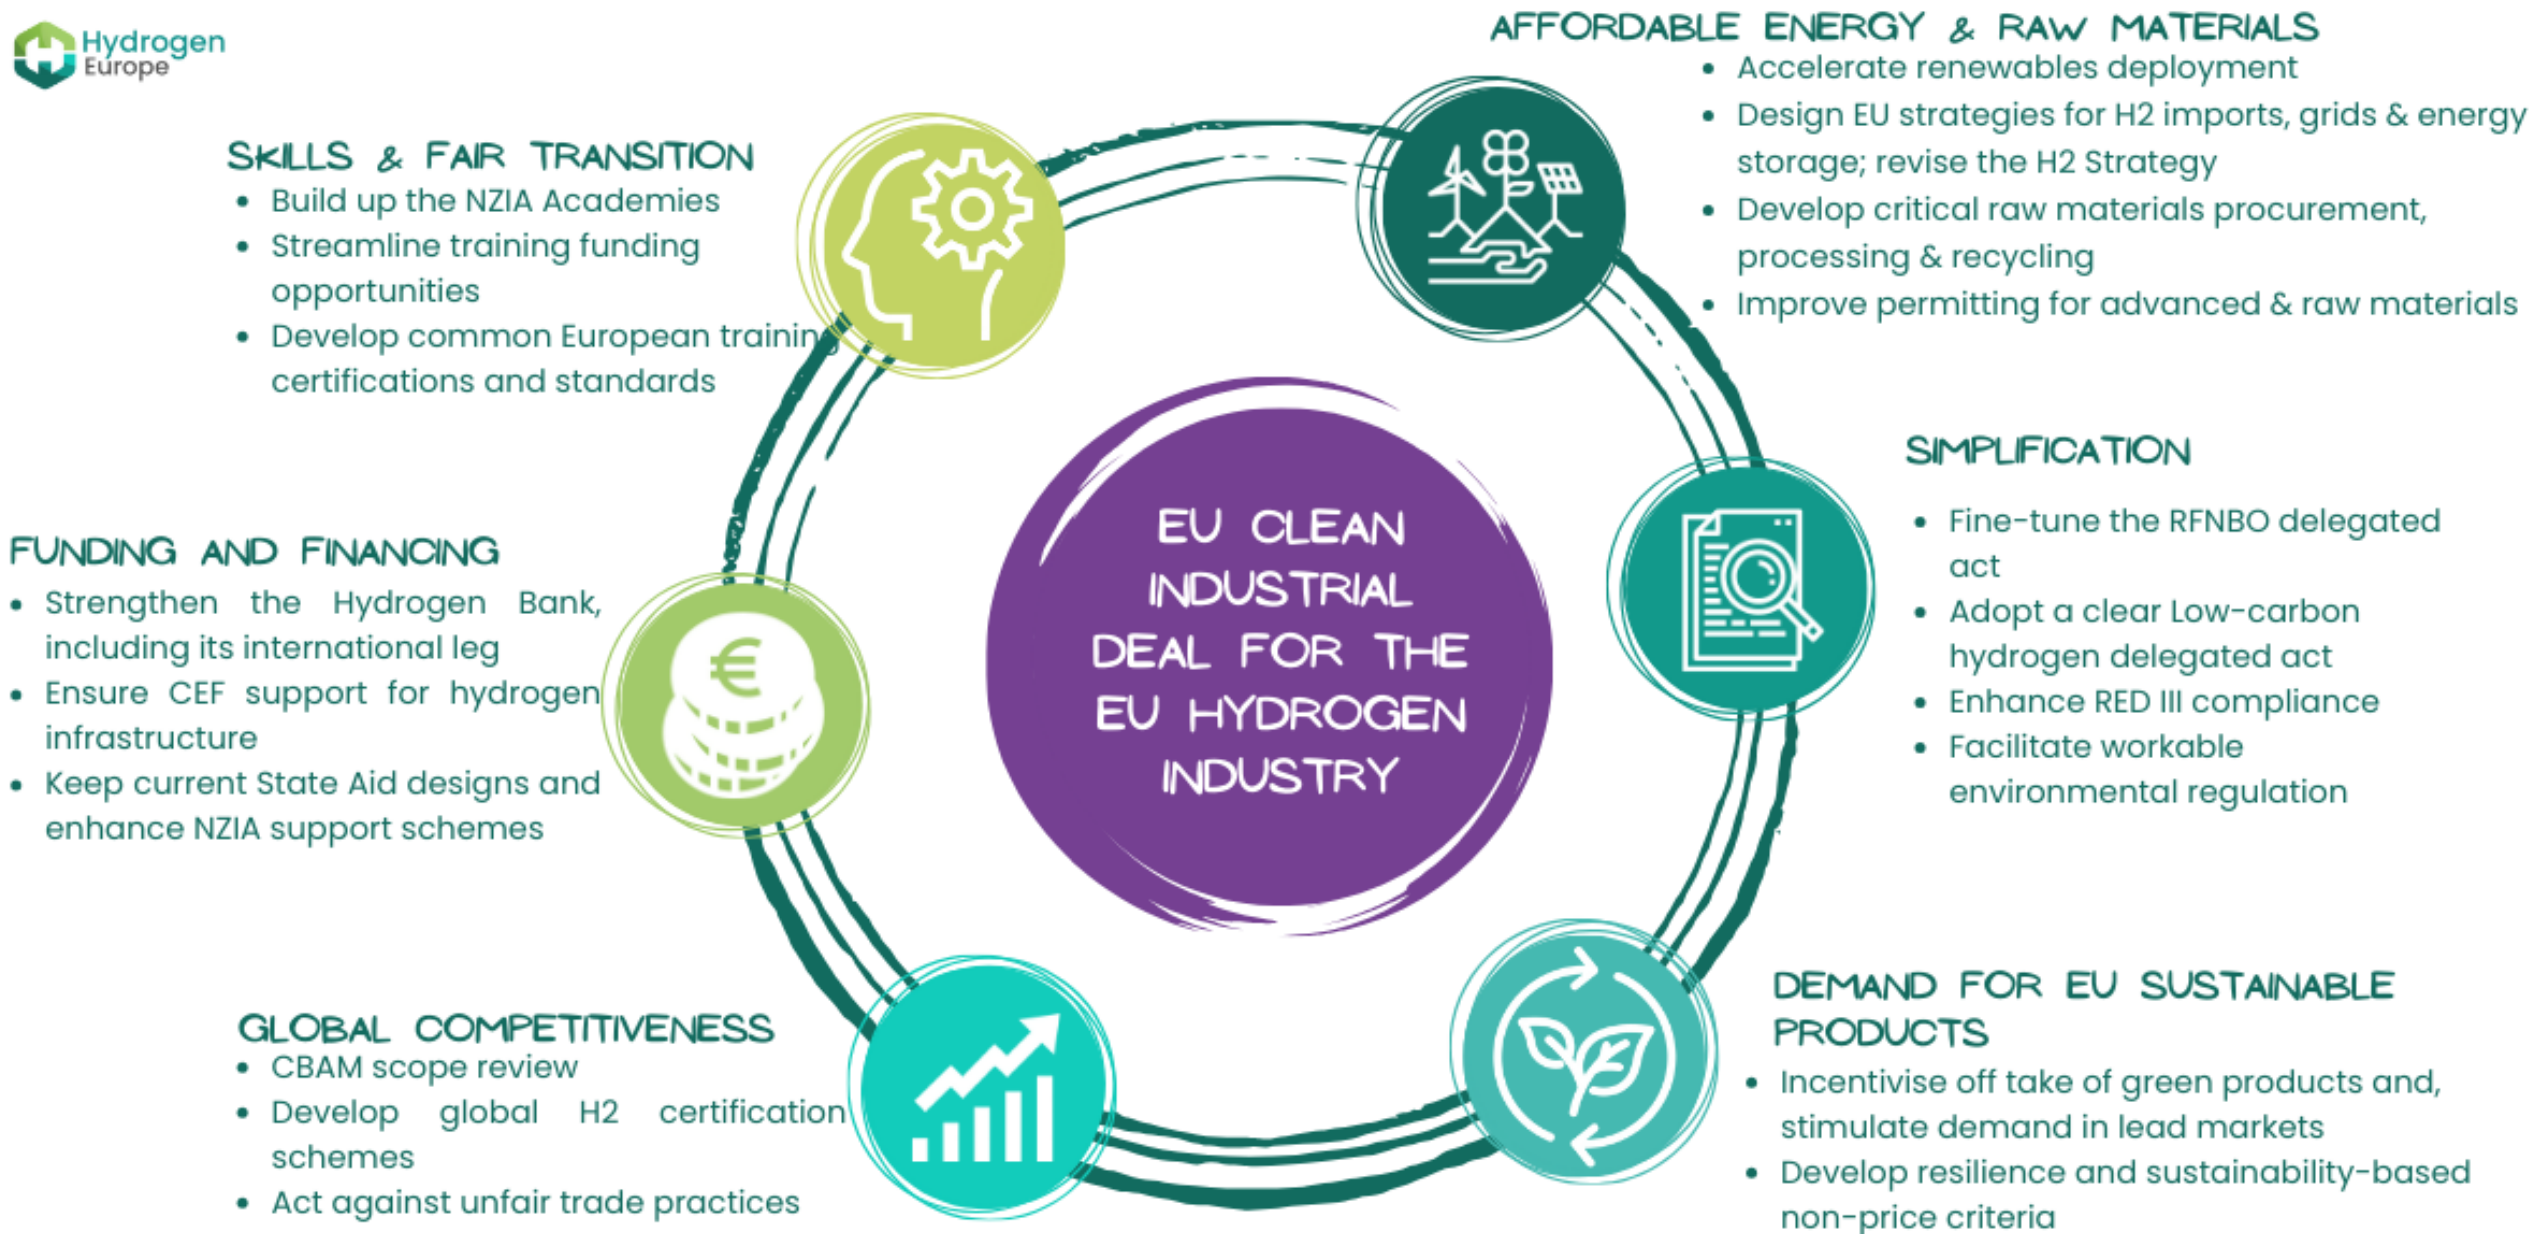 Hydrogen
Europe
AFFORDABLE ENERGY & RAW MATERIALS
• Accelerate renewables deployment
• Design EU strategies for H2 imports, grids & energy
storage; revise the H2 Strategy
• Develop critical raw materials procurement,
processing & recycling
• Improve permitting for advanced & raw materials
SIMPLIFICATION
• Fine-tune the RFNBO delegated
act
• Adopt a clear Low-carbon
hydrogen delegated act
• Enhance RED III compliance
• Facilitate workable
environmental regulation
DEMAND FOR EU SUSTAINABLE
PRODUCTS
• Incentivise off take of green products and,
stimulate demand in lead markets
• Develop resilience and sustainability-based
non-price criteria
GLOBAL COMPETITIVENESS
• CBAM scope review
• Develop global H2 certification
schemes
• Act against unfair trade practices
FUNDING AND FINANCING
• Strengthen the Hydrogen Bank,
including its international leg
• Ensure CEF support for hydrogen
infrastructure
• Keep current State Aid designs and
enhance NZIA support schemes
SKILLS & FAIR TRANSITION
• Build up the NZIA Academies
• Streamline training funding
opportunities
• Develop common European training
certifications and standards
EU CLEAN
INDUSTRIAL
DEAL FOR THE
EU HYDROGEN
INDUSTRY
€